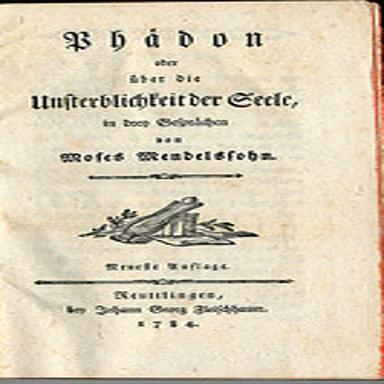 Phädon
oder
über die
Unsterblichkeit der Seele,
in drey Gesprächen
von
Moses Mendelssohn.
Neueste Auflage.
Reuttlingen,
bey Johann Georg Fleischhauer.
1784.